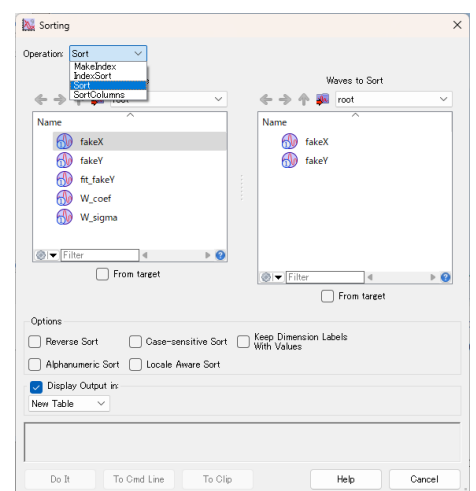 Sorting
Operation: Sort
MakeIndex
IndexSort
Sort
SortColumns
Waves to Sort
root
root
Name
fakeX
fakeY
fit_fakeY
W_coef
W_sigma
Filter
From target
Name
fakeX
fakeY
Filter
From target
Options
Reverse Sort Case-sensitive Sort Keep Dimension Labels
With Values
Alphanumeric Sort Locale Aware Sort
Display Output in:
New Table
Do It To Cmd Line To Clip Help Cancel